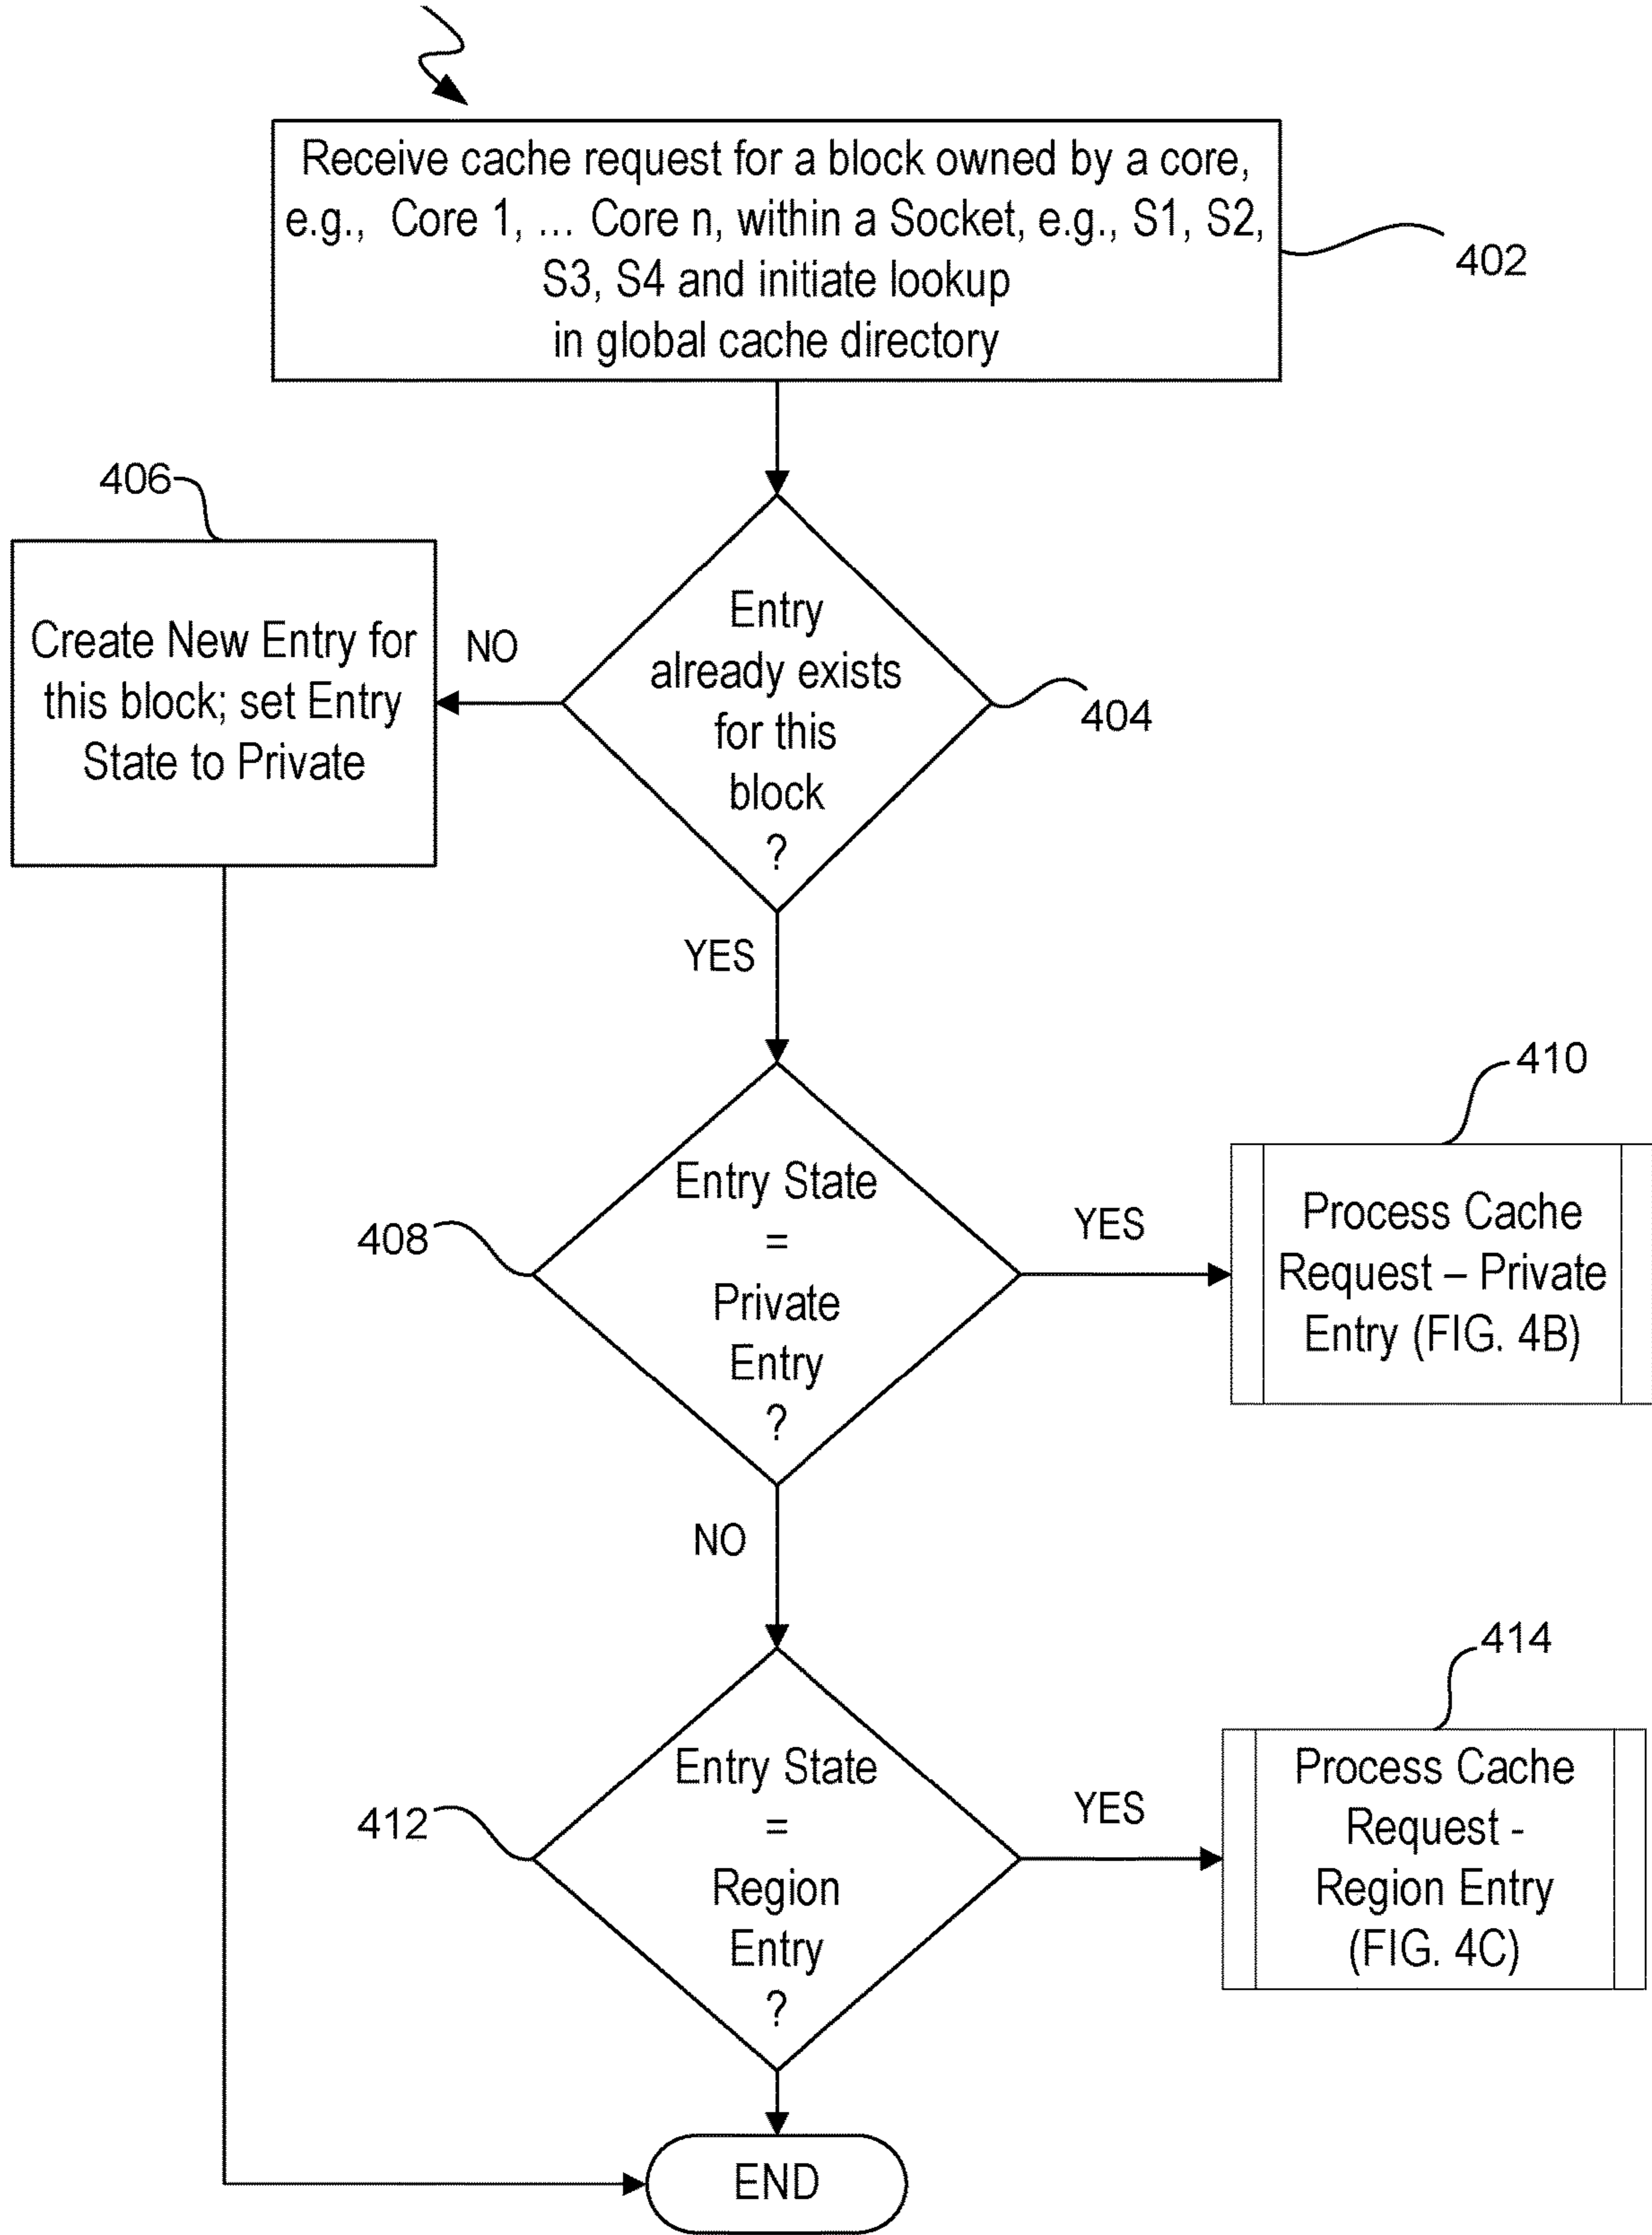 Receive cache request for a block owned by a core,
e.g., Core 1, ... Core n, within a Socket, e.g., S1, S2,
S3, S4 and initiate lookup
in global cache directory
402
406
Create New Entry for
this block; set Entry
State to Private
NO
Entry
already exists
for this
block
?
404
YES
408
Entry State
=
Private
Entry
?
YES
410
Process Cache
Request – Private
Entry (FIG. 4B)
NO
412
Entry State
=
Region
Entry
?
YES
414
Process Cache
Request -
Region Entry
(FIG. 4C)
END